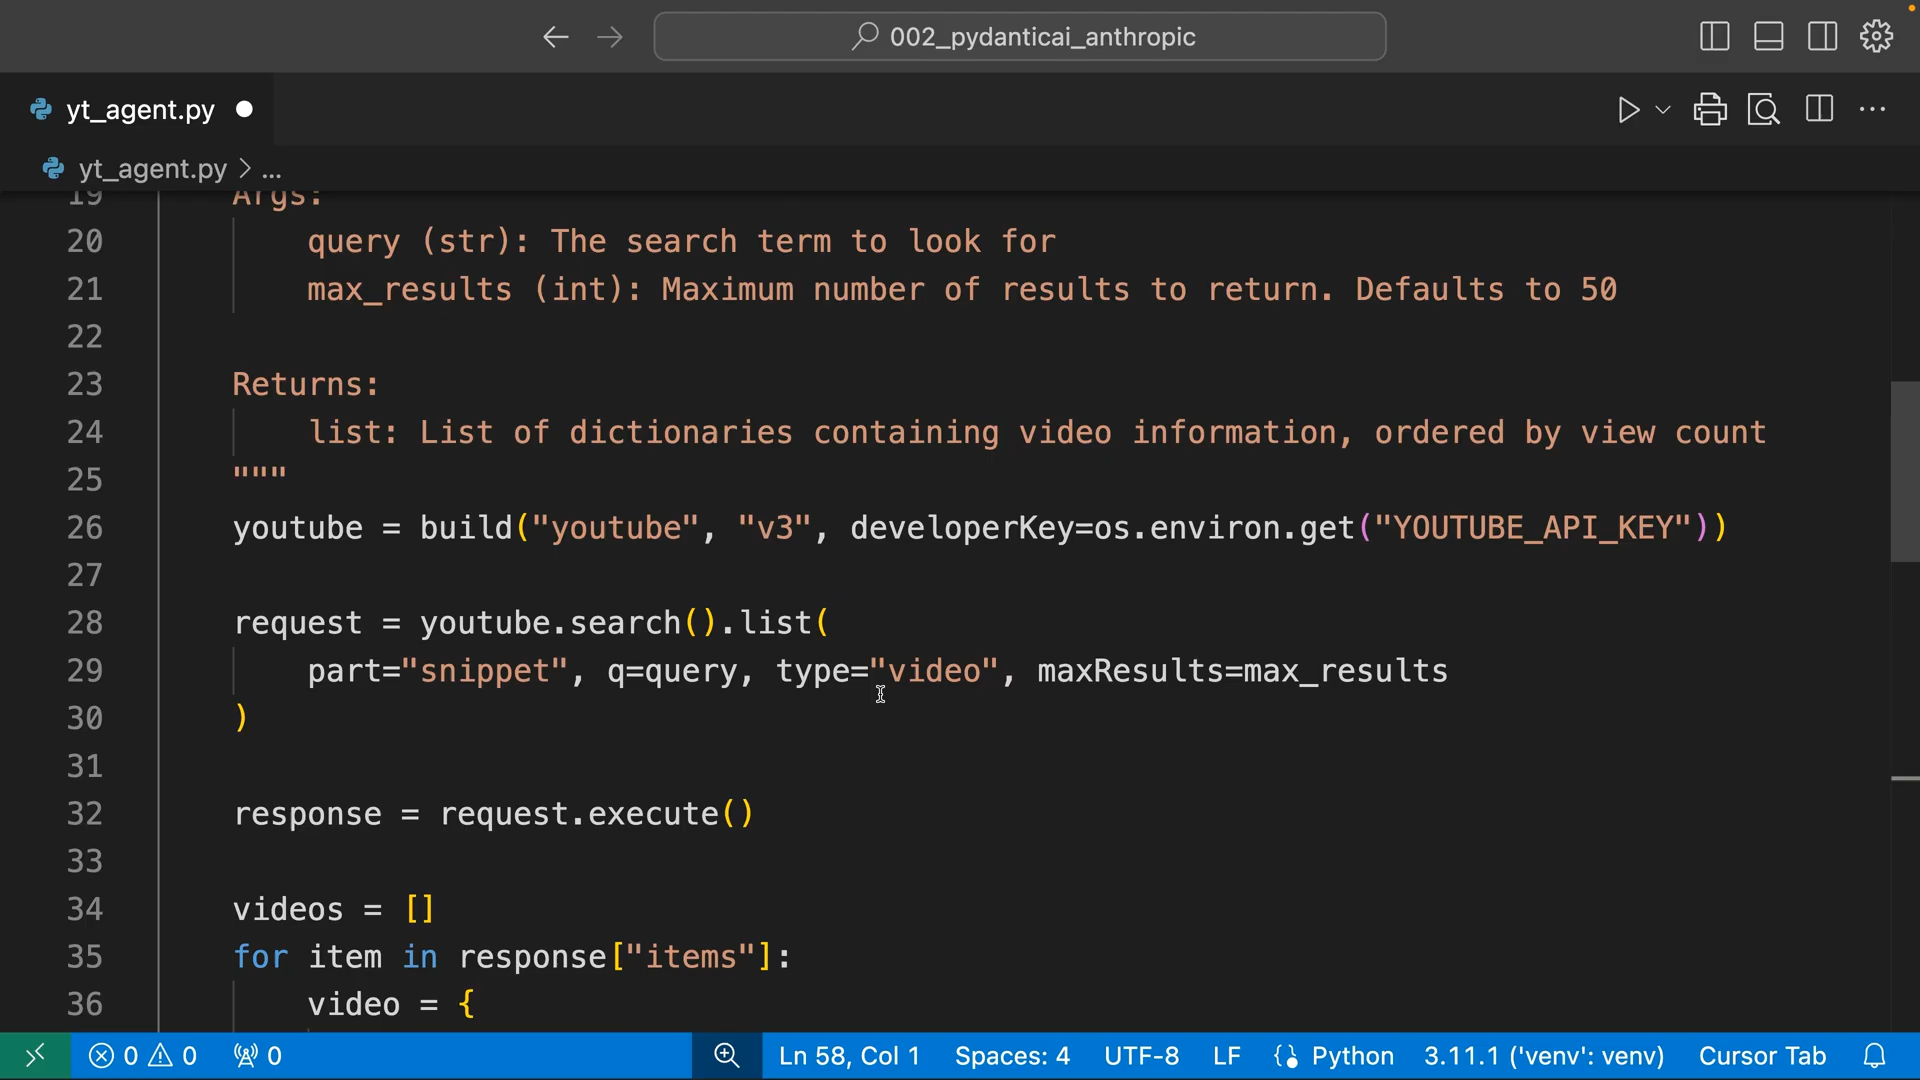 002_pydanticai_anthropic
yt_agent.py
yt_agent.py > ...
19 Args:
20 query (str): The search term to look for
21 max_results (int): Maximum number of results to return. Defaults to 50
22
23 Returns:
24 list: List of dictionaries containing video information, ordered by view count
25 """
26 youtube = build("youtube", "v3", developerKey=os.environ.get("YOUTUBE_API_KEY"))
27
28 request = youtube.search().list(
29 part="snippet", q=query, type="video", maxResults=max_results
30 )
31
32 response = request.execute()
33
34 videos = []
35 for item in response["items"]:
36 video = {
0 0 0 Ln 58, Col 1 Spaces: 4 UTF-8 LF Python 3.11.1 ('venv': venv) Cursor Tab